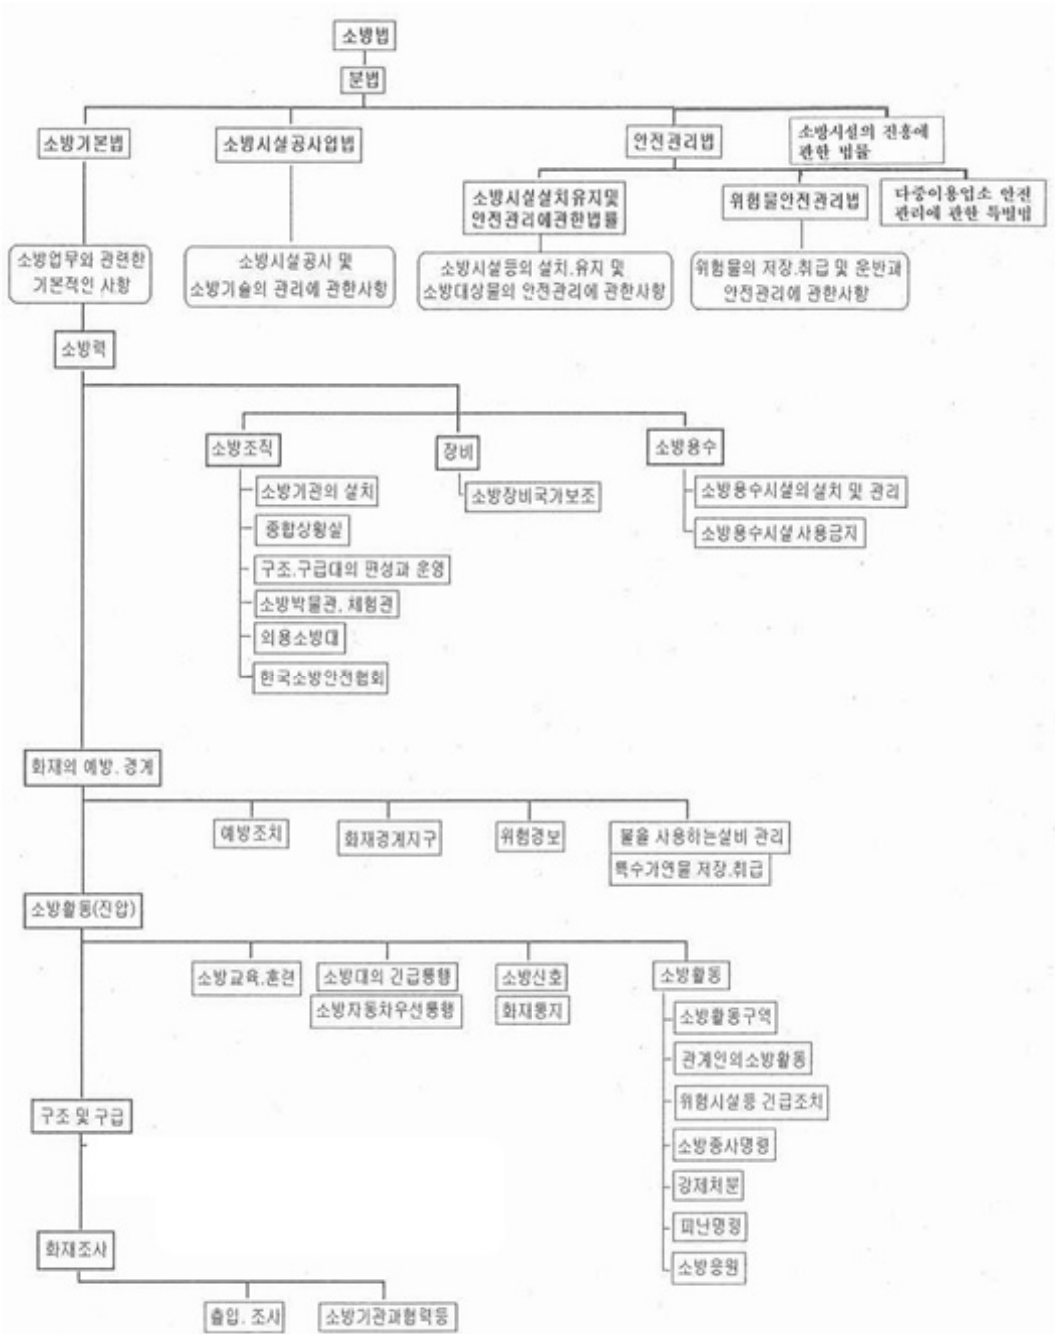 소방법
분법
소방기본법
소방시설공사업법
안전관리법
소방시설의 진흥에
관한 법률
소방시설설치유지및
안전관리에관한법률
위험물안전관리법
다중이용업소 안전
관리에 관한 특별법
소방업무와 관련한
기본적인 사항
소방시설공사 및
소방기술의 관리에 관한사항
소방시설등의 설치.유지 및
소방대상물의 안전관리에 관한사항
위험물의 저장.취급 및 운반과
안전관리에 관한사항
소방력
소방조직
장비
소방용수
소방기관의 설치
소방장비국가보조
소방용수시설의설치 및 관리
종합상황실
소방용수시설 사용금지
구조.구급대의 편성과 운영
소방박물관, 체험관
의용소방대
한국소방안전협회
화재의 예방. 경계
예방조치
화재경계지구
위험경보
불을 사용하는설비 관리
특수가연물 저장.취급
소방활동(진압)
소방교육.훈련
소방대의 긴급통행
소방자동차우선통행
소방신호
화재통지
소방활동
소방활동구역
관계인의소방활동
위험시설등 긴급조치
소방종사명령
강제처분
피난명령
소방응원
구조 및 구급
화재조사
출입. 조사
소방기관과협력등